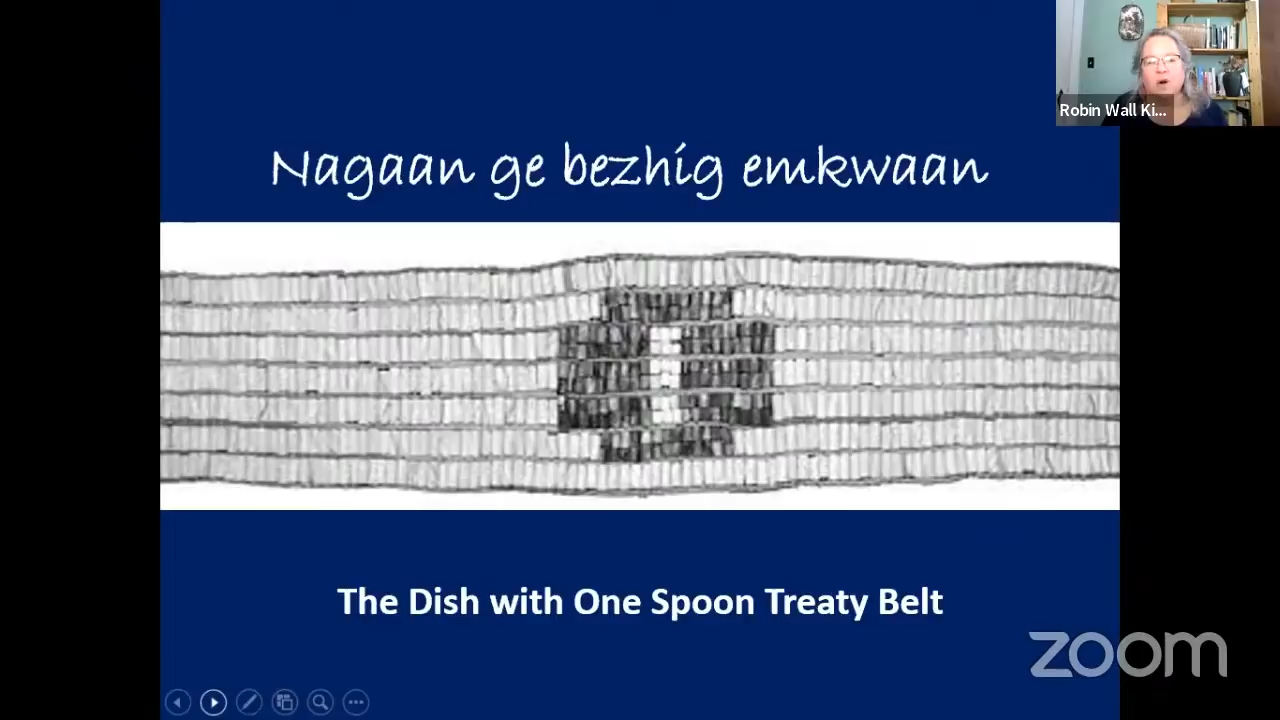 Robin Wall Ki...
Nagaan ge bezhig emkwaan
The Dish with One Spoon Treaty Belt
zoom